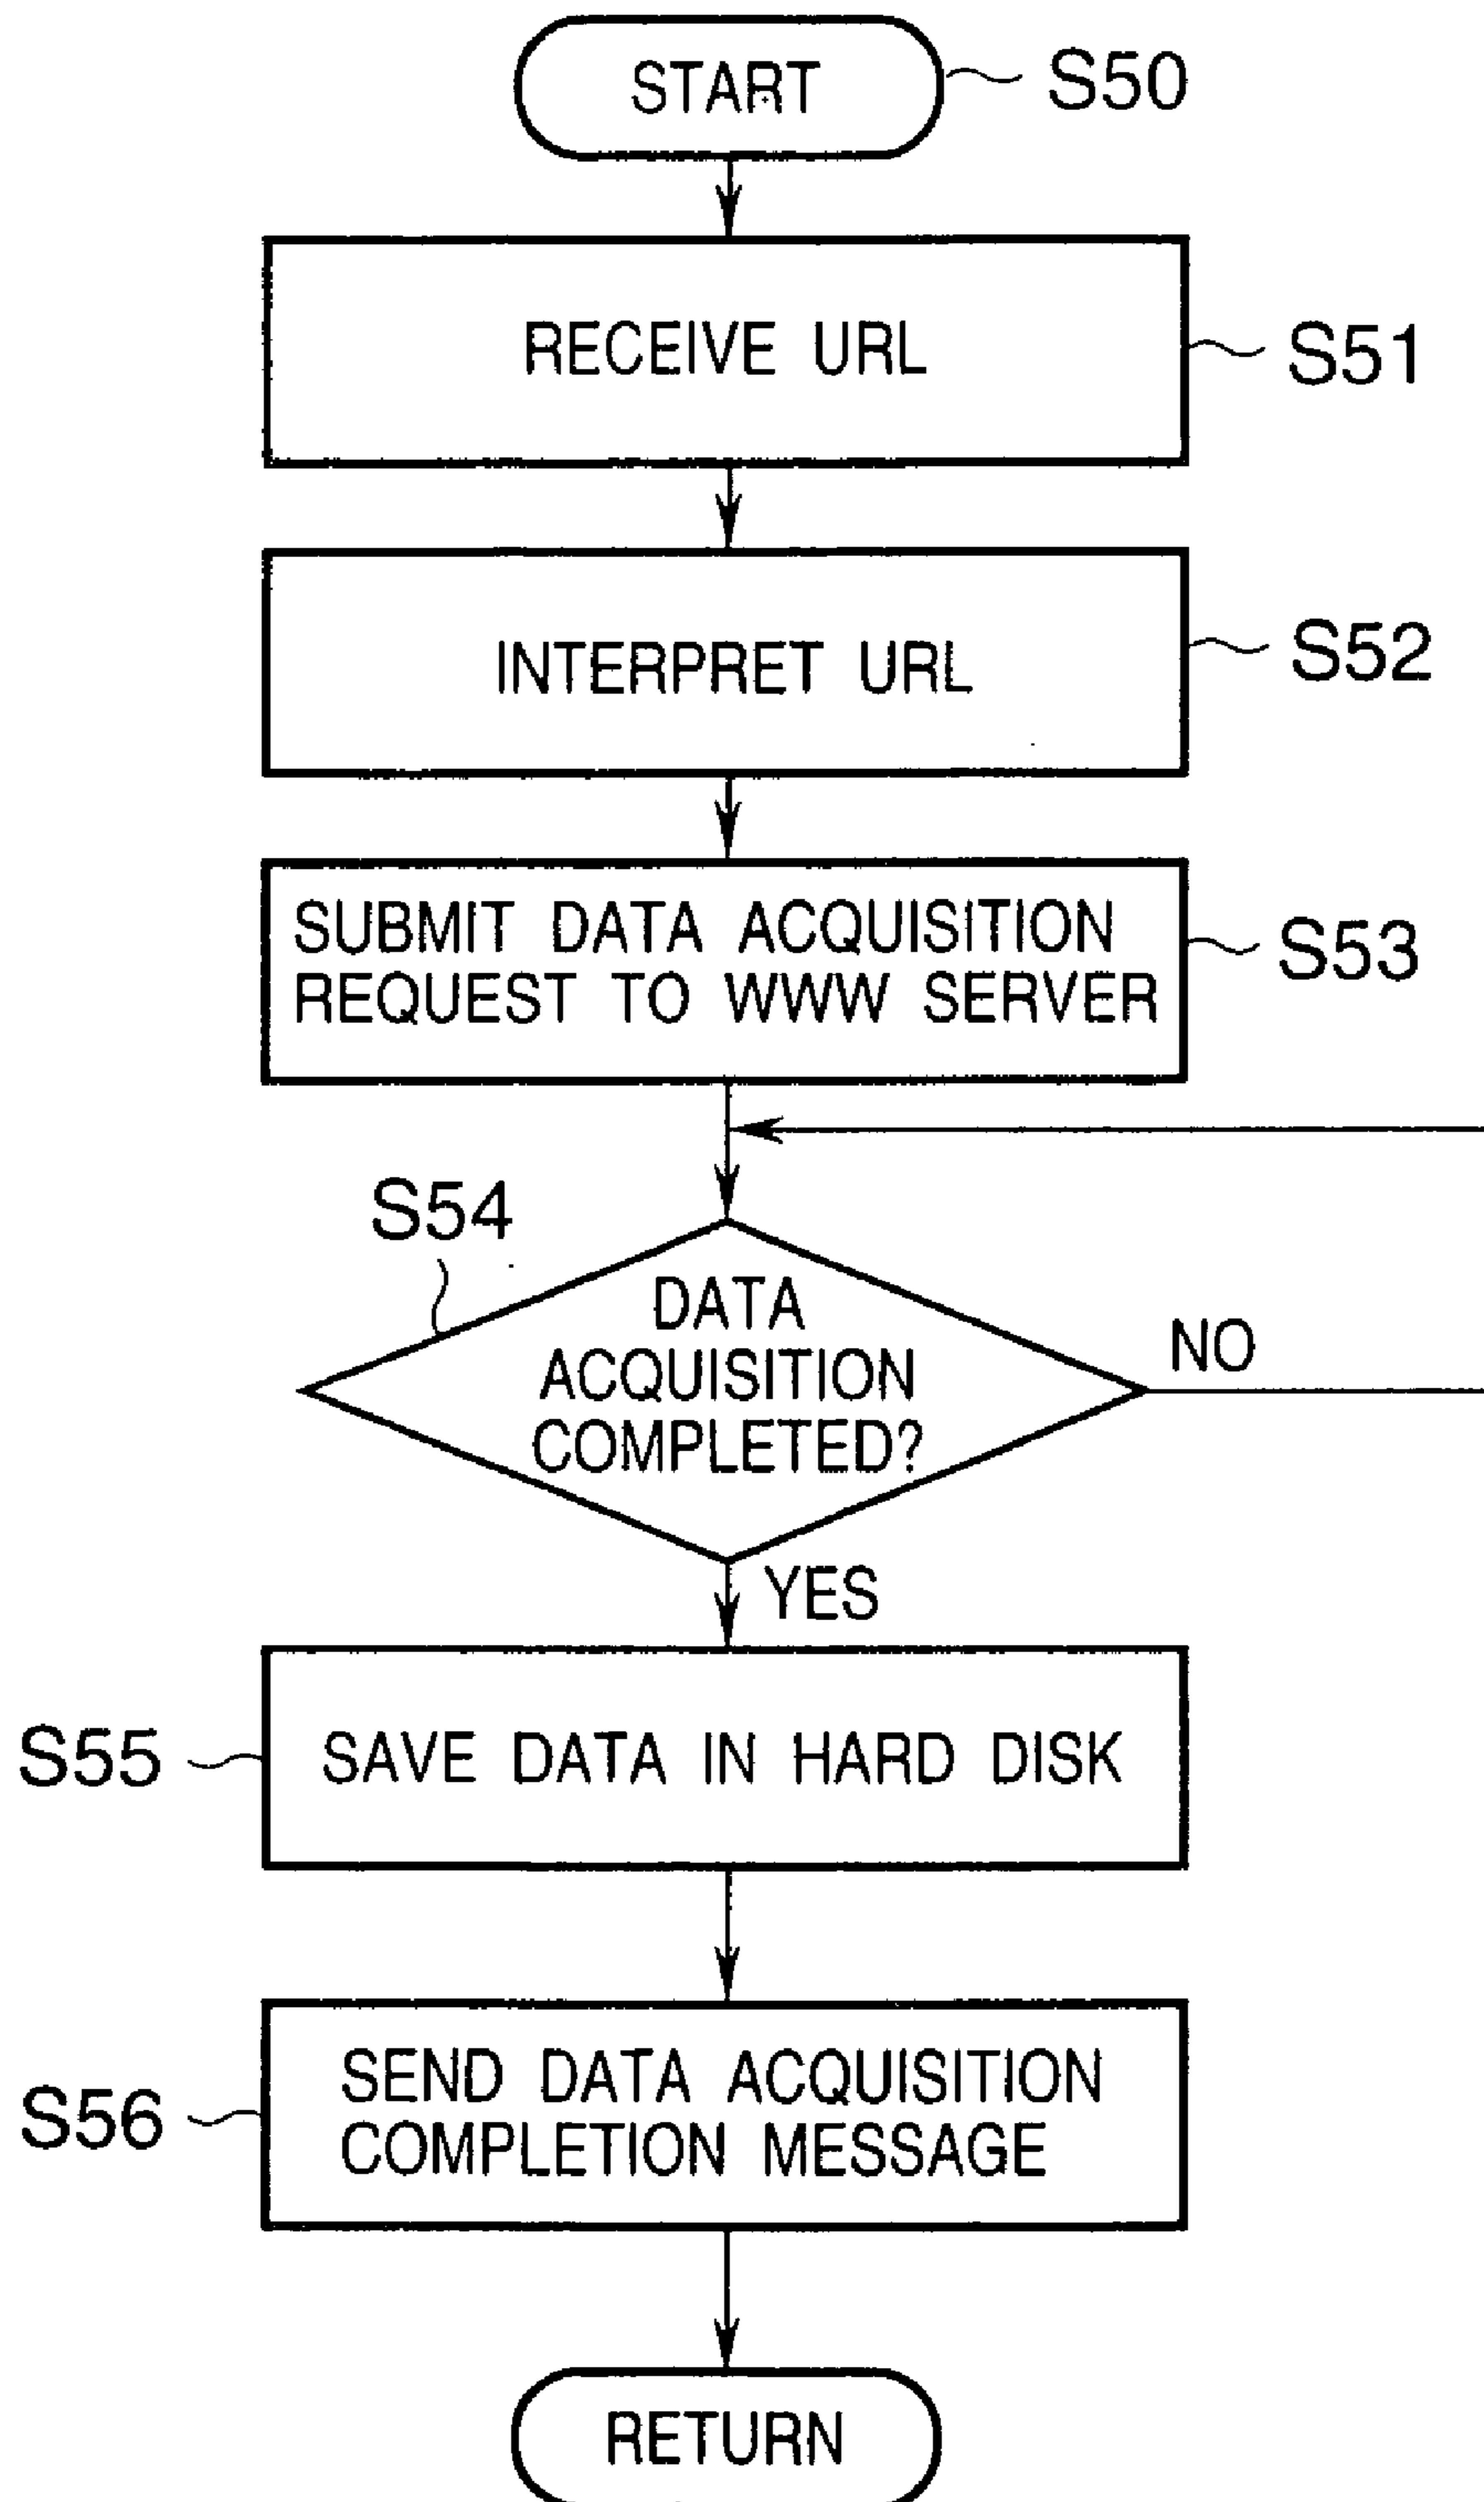 START
S50
RECEIVE URL
S51
INTERPRET URL
S52
SUBMIT DATA ACQUISITION
REQUEST TO WWW SERVER
S53
S54
DATA
ACQUISITION
COMPLETED?
NO
YES
S55
SAVE DATA IN HARD DISK
S56
SEND DATA ACQUISITION
COMPLETION MESSAGE
RETURN